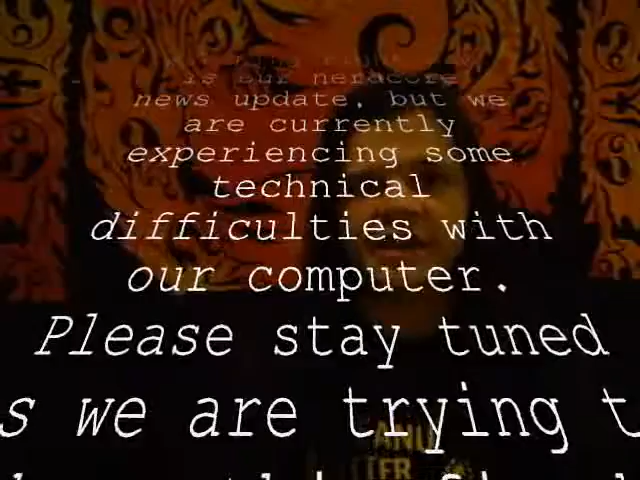 is our nerdcore
news update, but we
are currently
experiencing some
technical
difficulties with
our computer.
Please stay tuned
s we are trying t